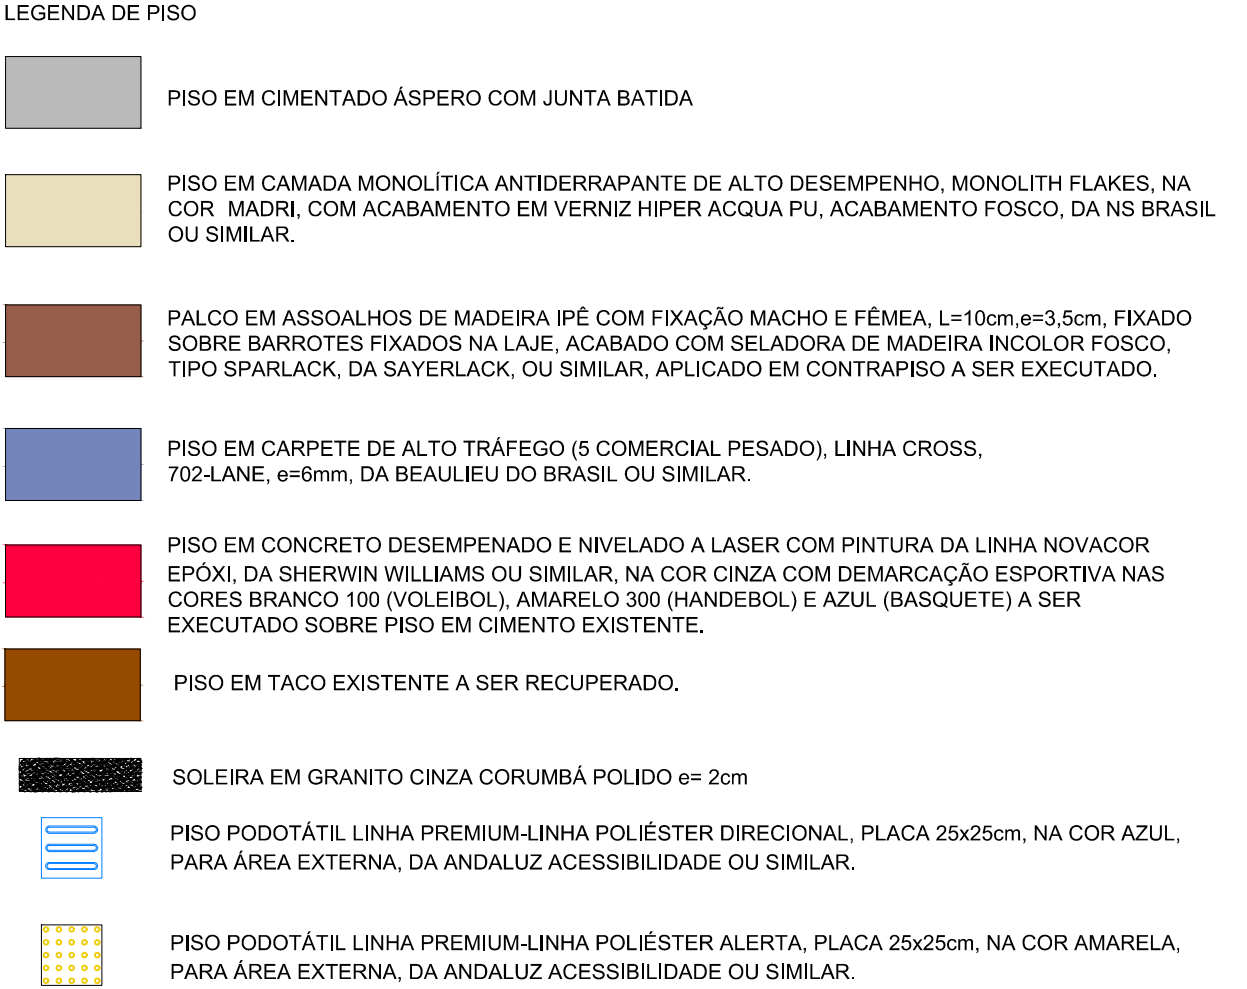 LEGENDA DE PISO
PISO EM CIMENTADO ÁSPERO COM JUNTA BATIDA
PISO EM CAMADA MONOLÍTICA ANTIDERRAPANTE DE ALTO DESEMPENHO, MONOLITH FLAKES, NA
COR MADRI, COM ACABAMENTO EM VERNIZ HIPER ACQUA PU, ACABAMENTO FOSCO, DA NS BRASIL
OU SIMILAR.
PALCO EM ASSOALHOS DE MADEIRA IPÊ COM FIXAÇÃO MACHO E FÊMEA, L=10cm,e=3,5cm, FIXADO
SOBRE BARROTES FIXADOS NA LAJE, ACABADO COM SELADORA DE MADEIRA INCOLOR FOSCO,
TIPO SPARLACK, DA SAYERLACK, OU SIMILAR, APLICADO EM CONTRAPISO A SER EXECUTADO.
PISO EM CARPETE DE ALTO TRÁFEGO (5 COMERCIAL PESADO), LINHA CROSS,
702-LANE, e=6mm, DA BEAULIEU DO BRASIL OU SIMILAR.
PISO EM CONCRETO DESEMPENADO E NIVELADO A LASER COM PINTURA DA LINHA NOVACOR
EPÓXI, DA SHERWIN WILLIAMS OU SIMILAR, NA COR CINZA COM DEMARCAÇÃO ESPORTIVA NAS
CORES BRANCO 100 (VOLEIBOL), AMARELO 300 (HANDEBOL) E AZUL (BASQUETE) A SER
EXECUTADO SOBRE PISO EM CIMENTO EXISTENTE.
PISO EM TACO EXISTENTE A SER RECUPERADO.
SOLEIRA EM GRANITO CINZA CORUMBÁ POLIDO e= 2cm
PISO PODOTÁTIL LINHA PREMIUM-LINHA POLIÉSTER DIRECIONAL, PLACA 25x25cm, NA COR AZUL,
PARA ÁREA EXTERNA, DA ANDALUZ ACESSIBILIDADE OU SIMILAR.
PISO PODOTÁTIL LINHA PREMIUM-LINHA POLIÉSTER ALERTA, PLACA 25x25cm, NA COR AMARELA,
PARA ÁREA EXTERNA, DA ANDALUZ ACESSIBILIDADE OU SIMILAR.